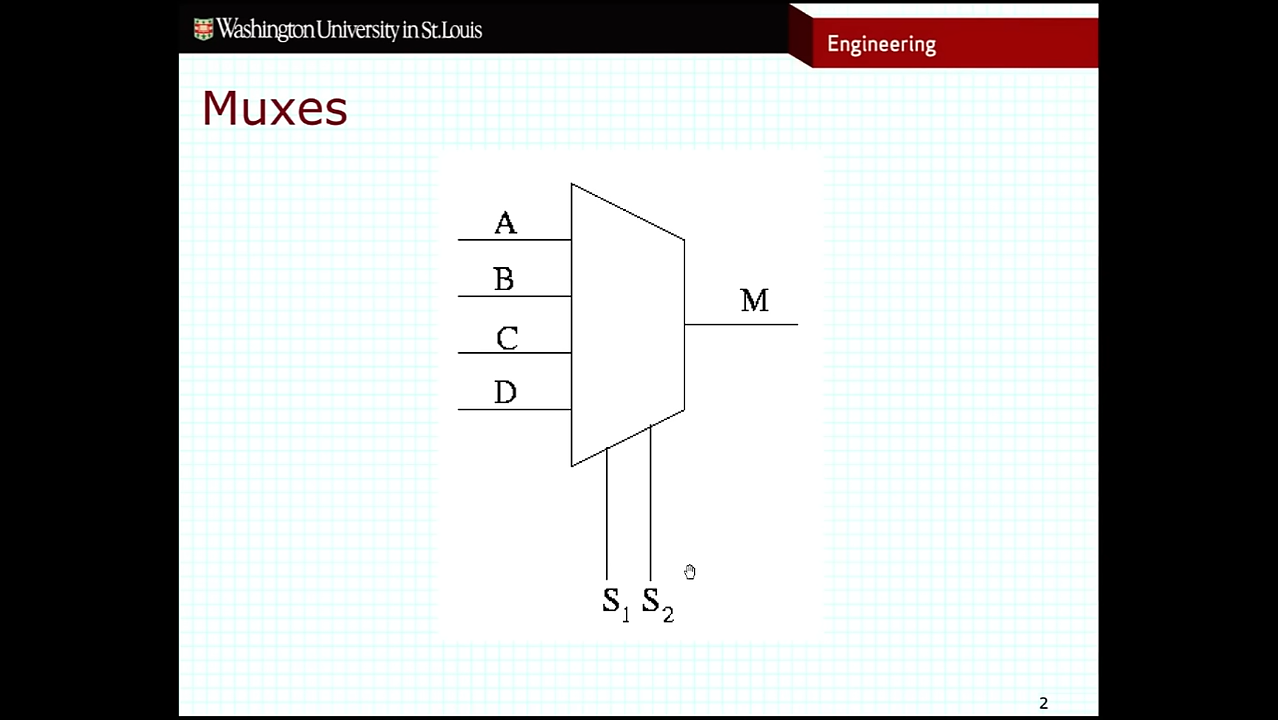 Washington University in St.Louis
Engineering
Muxes
A
B
C
D
M
S1 S2
2